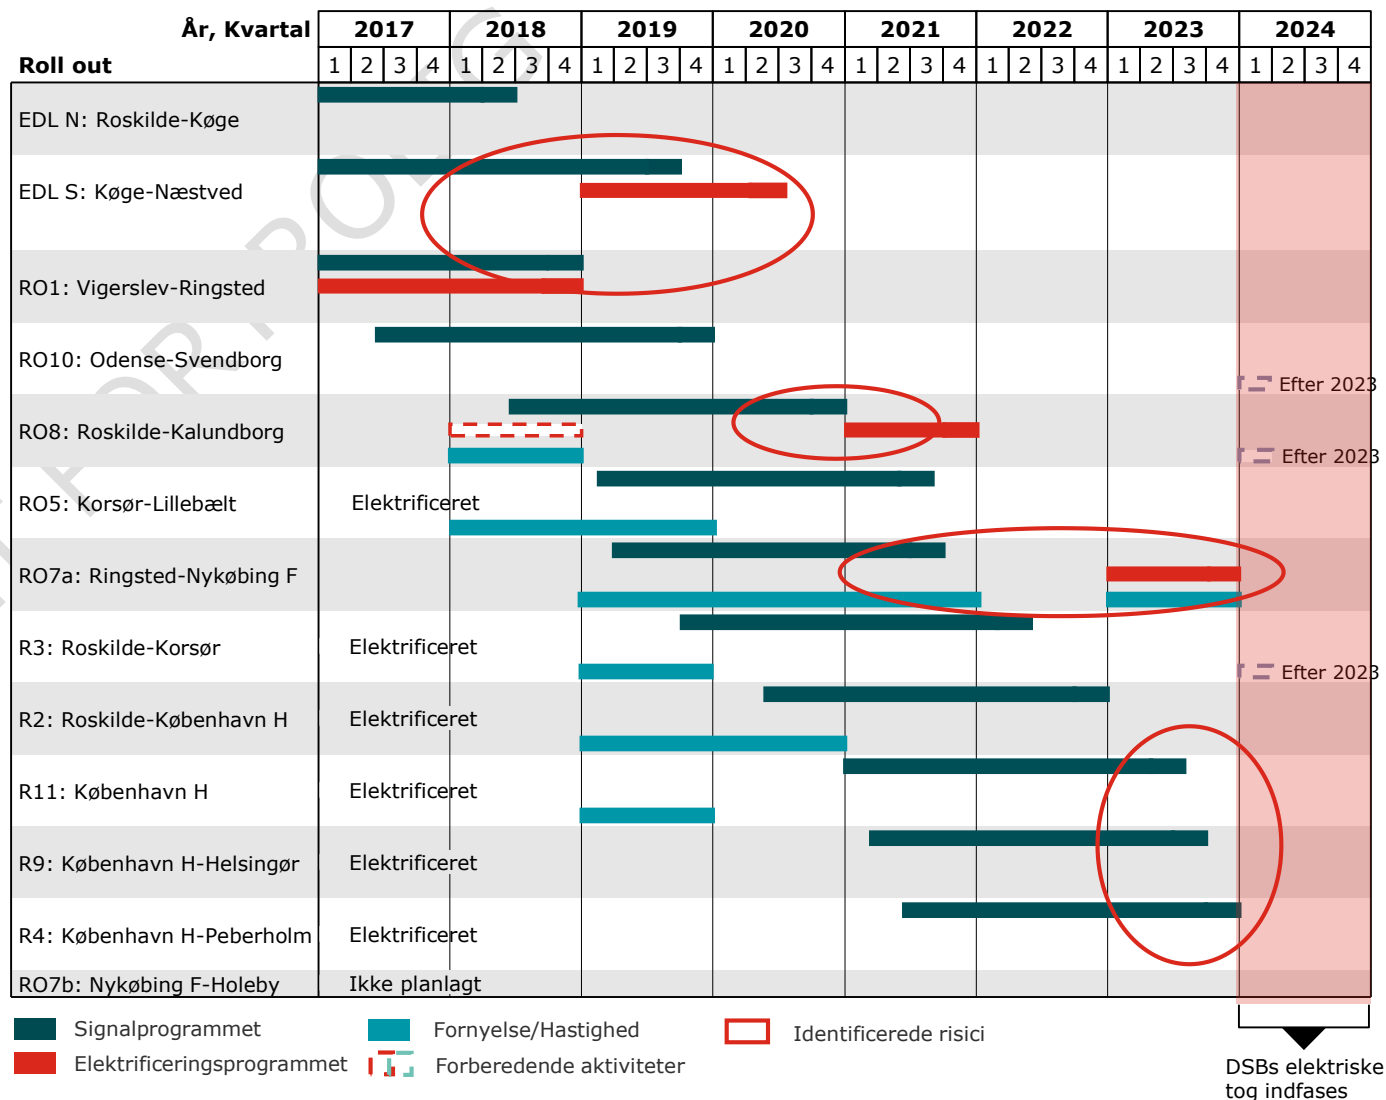 År, Kvartal 2017 2018 2019 2020 2021 2022 2023 2024
Roll out 1 2 3 4 1 2 3 4 1 2 3 4 1 2 3 4 1 2 3 4 1 2 3 4 1 2 3 4 1 2 3 4
EDL N: Roskilde-Køge
EDL S: Køge-Næstved
RO1: Vigerslev-Ringsted
RO10: Odense-Svendborg
Efter 2023
RO8: Roskilde-Kalundborg
Efter 2023
RO5: Korsør-Lillebælt Elektrificeret
RO7a: Ringsted-Nykøbing F
R3: Roskilde-Korsør Elektrificeret
Efter 2023
R2: Roskilde-København H Elektrificeret
R11: København H Elektrificeret
R9: København H-Helsingør Elektrificeret
R4: København H-Peberholm Elektrificeret
RO7b: Nykøbing F-Holeby Ikke planlagt
Signalprogrammet Fornyelse/Hastighed Identificerede risici
Elektrificeringsprogrammet Forberedende aktiviteter
DSBs elektriske
tog indfases